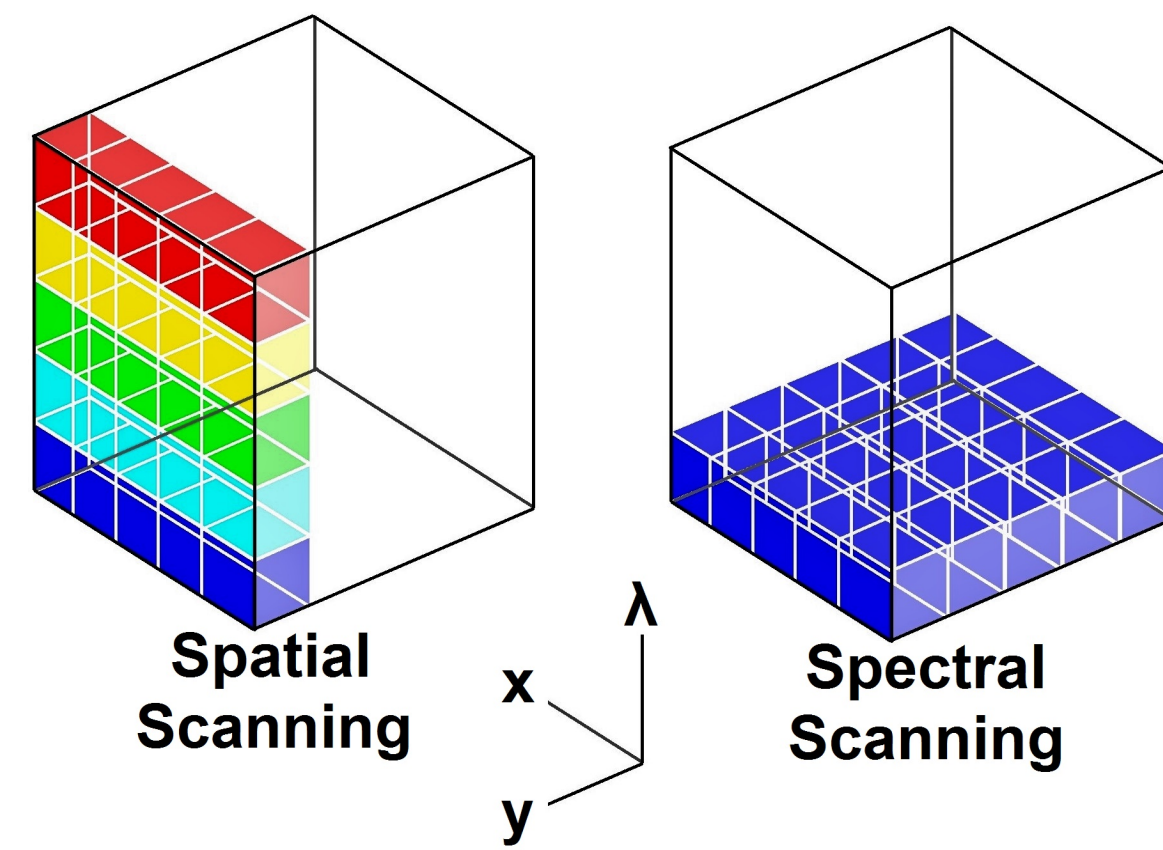 Spatial
Scanning
λ
x
y
Spectral
Scanning